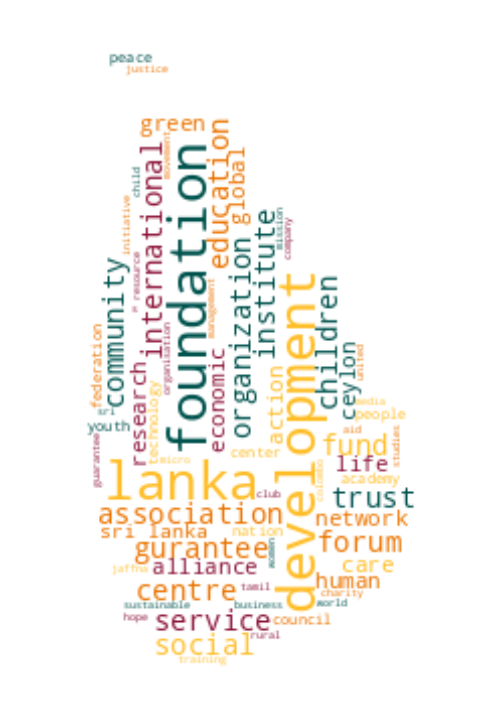 peace
justice
green
education
global
foundation
international
movement
child
initiative
resource
organization
institute
mission
company
community
management
children
development
federation
research
organisation
economic
ceylon
united
technology
action
sri
youth
guarantee
micro
center
media
people
aid
studies
fund
life
academy
lanka
club
colombo
trust
association
network
sri lanka
nation
gurantee
women
forum
jaffna
alliance
care
human
centre
tamil
charity
sustainable
business
world
hope
service
council
rural
social
training